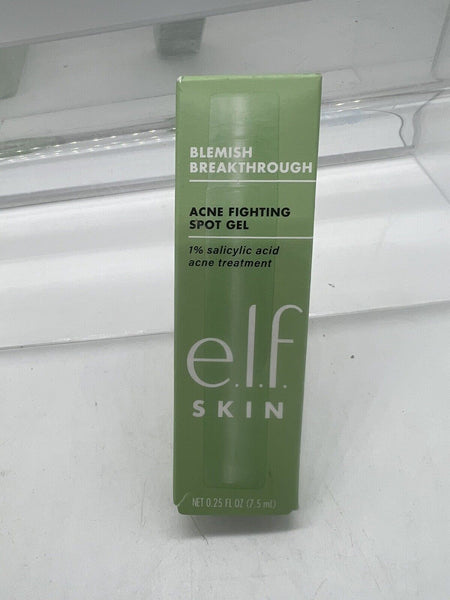 BLEMISH
BREAKTHROUGH
ACNE FIGHTING
SPOT GEL
1% salicylic acid
acne treatment
e.l.f.
SKIN
NET 0.25 FL OZ (7.5 mL)